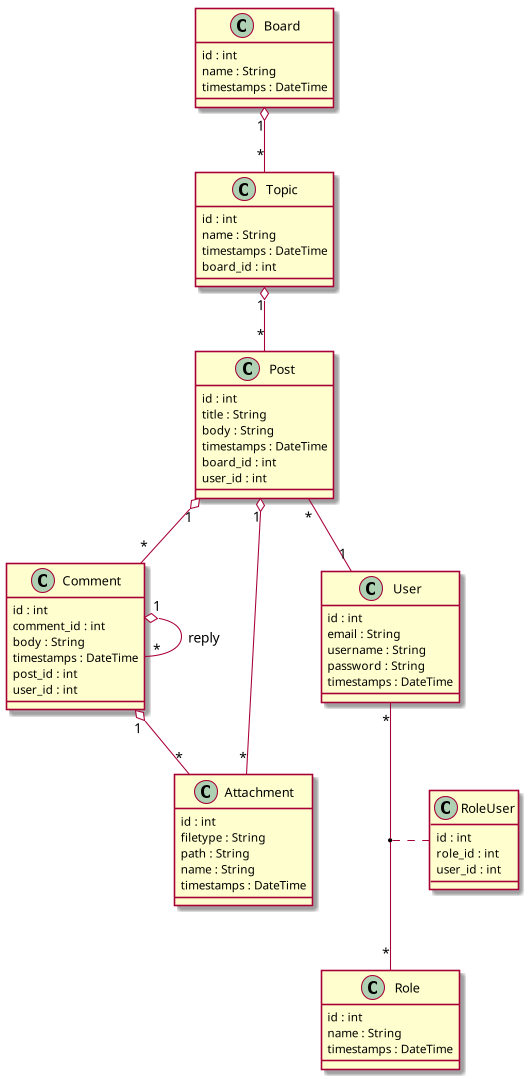 C Board
id : int
name : String
timestamps : DateTime
1
*
C Topic
id : int
name : String
timestamps : DateTime
board_id : int
1
*
C Post
id : int
title : String
body : String
timestamps : DateTime
board_id : int
user_id : int
1
1
*
*
1
C Comment
id : int
comment_id : int
body : String
timestamps : DateTime
post_id : int
user_id : int
1
reply
*
C User
id : int
email : String
username : String
password : String
timestamps : DateTime
1
*
*
*
C Attachment
id : int
filetype : String
path : String
name : String
timestamps : DateTime
C RoleUser
id : int
role_id : int
user_id : int
*
C Role
id : int
name : String
timestamps : DateTime